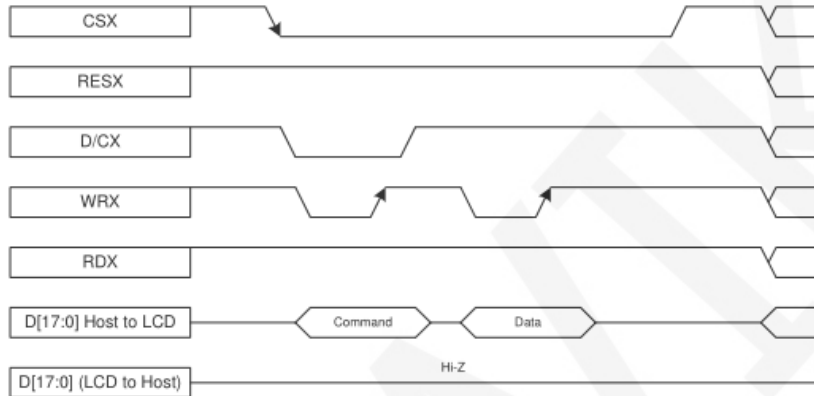 CSX
RESX
D/CX
WRX
RDX
D[17:0] Host to LCD
Command
Data
Hi-Z
D[17:0] (LCD to Host)